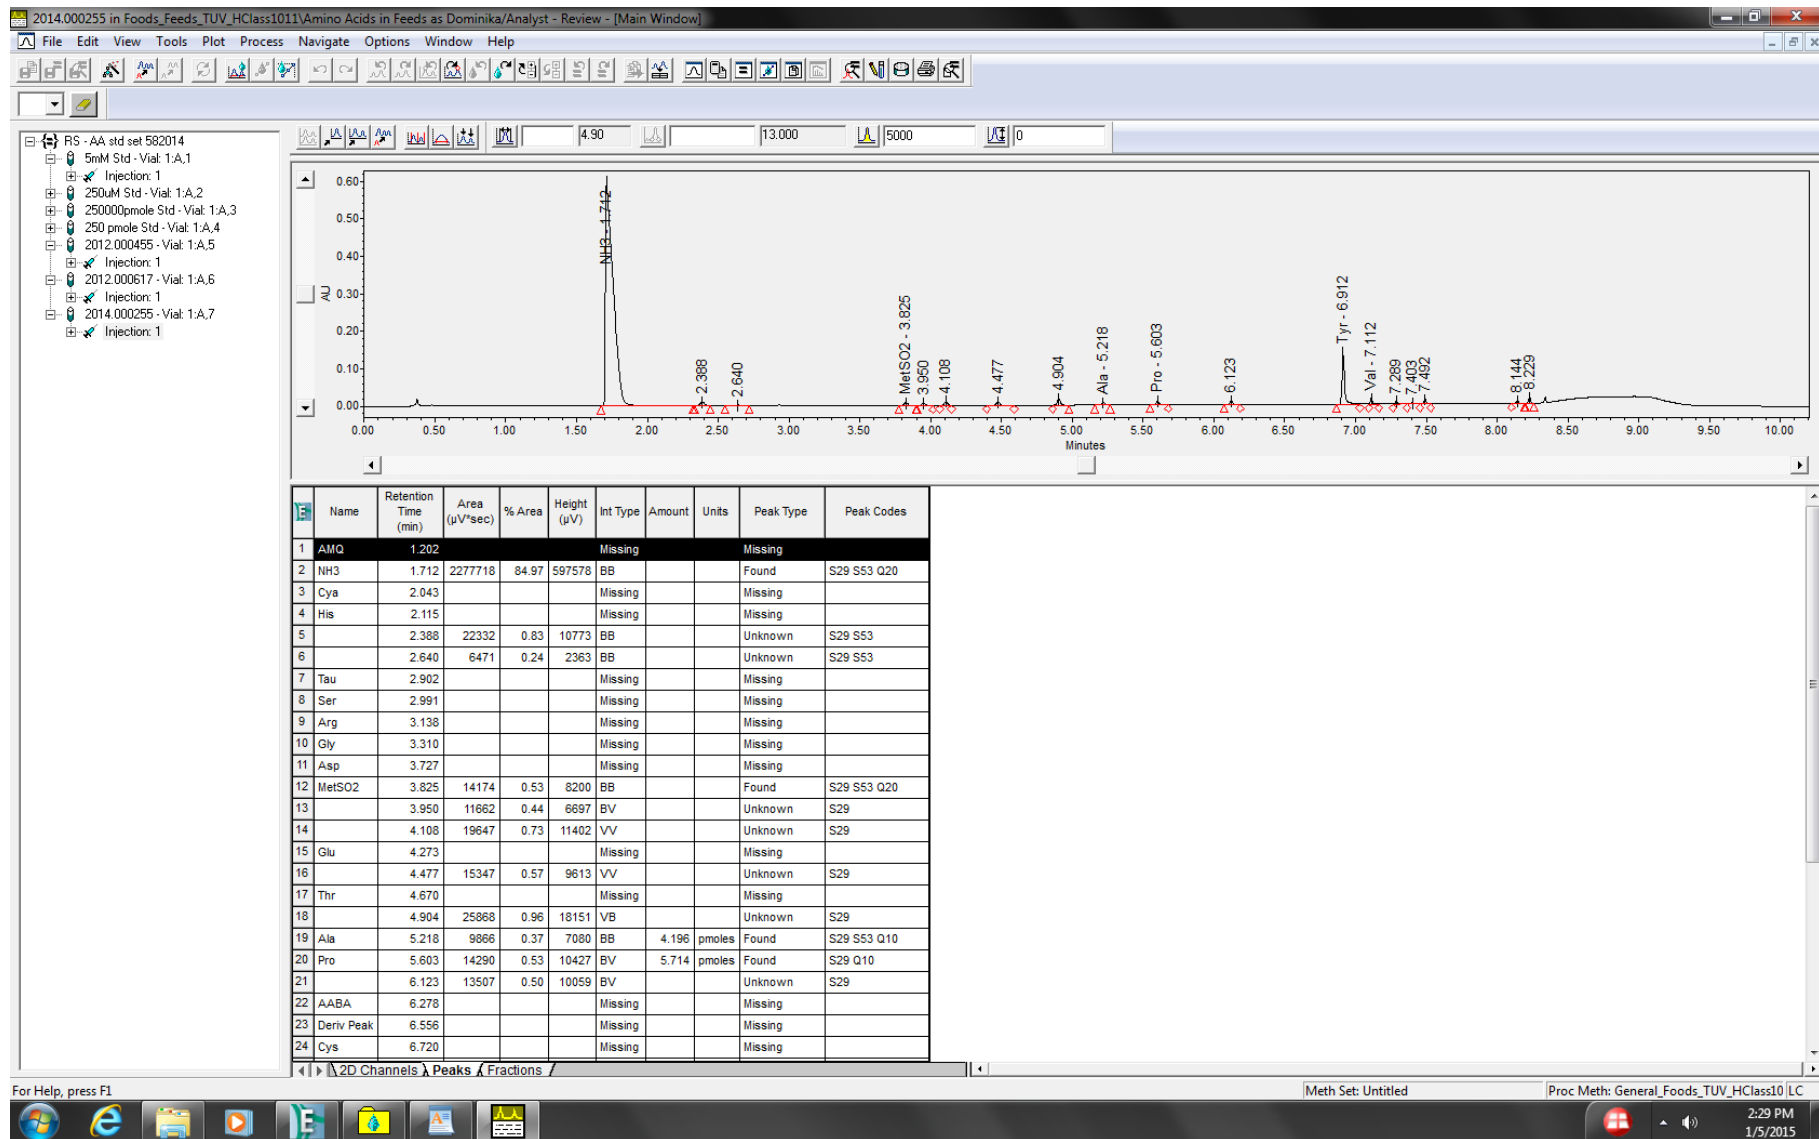 2014.000255 in Foods_Feeds_TUV_HClass1011\Amino Acids in Feeds as Dominika/Analyst - Review - [Main Window]
File Edit View Tools Plot Process Navigate Options Window Help
4.90 13.000 5000 0
RS - AA std set 582014
5mM Std - Vial: 1:A,1
Injection: 1
250uM Std - Vial: 1:A,2
250000pmole Std - Vial: 1:A,3
250 pmole Std - Vial: 1:A,4
2012.000455 - Vial: 1:A,5
Injection: 1
2012.000617 - Vial: 1:A,6
Injection: 1
2014.000255 - Vial: 1:A,7
Injection: 1
AU
0.60
0.50
0.40
0.30
0.20
0.10
0.00
NH3 - 1.712
2.388
2.640
MetSO2 - 3.825
3.950
4.108
4.477
4.904
Ala - 5.218
Pro - 5.603
6.123
Tyr - 6.912
Val - 7.112
7.289
7.403
7.492
8.144
8.229
0.00 0.50 1.00 1.50 2.00 2.50 3.00 3.50 4.00 4.50 5.00 5.50 6.00 6.50 7.00 7.50 8.00 8.50 9.00 9.50 10.00
Minutes
Name Retention Time (min) Area (µV*sec) % Area Height (µV) Int Type Amount Units Peak Type Peak Codes
1 AMQ 1.202 Missing Missing
2 NH3 1.712 2277718 84.97 597578 BB Found S29 S53 Q20
3 Cya 2.043 Missing Missing
4 His 2.115 Missing Missing
5 2.388 22332 0.83 10773 BB Unknown S29 S53
6 2.640 6471 0.24 2363 BB Unknown S29 S53
7 Tau 2.902 Missing Missing
8 Ser 2.991 Missing Missing
9 Arg 3.138 Missing Missing
10 Gly 3.310 Missing Missing
11 Asp 3.727 Missing Missing
12 MetSO2 3.825 14174 0.53 8200 BB Found S29 S53 Q20
13 3.950 11662 0.44 6697 BV Unknown S29
14 4.108 19647 0.73 11402 VV Unknown S29
15 Glu 4.273 Missing Missing
16 4.477 15347 0.57 9613 VV Unknown S29
17 Thr 4.670 Missing Missing
18 4.904 25868 0.96 18151 VB Unknown S29
19 Ala 5.218 9866 0.37 7080 BB 4.196 pmoles Found S29 S53 Q10
20 Pro 5.603 14290 0.53 10427 BV 5.714 pmoles Found S29 Q10
21 6.123 13507 0.50 10059 BV Unknown S29
22 AABA 6.278 Missing Missing
23 Deriv Peak 6.556 Missing Missing
24 Cys 6.720 Missing Missing
2D Channels Peaks Fractions
For Help, press F1 Meth Set: Untitled Proc Meth: General_Foods_TUV_HClass10 LC
2:29 PM
1/5/2015